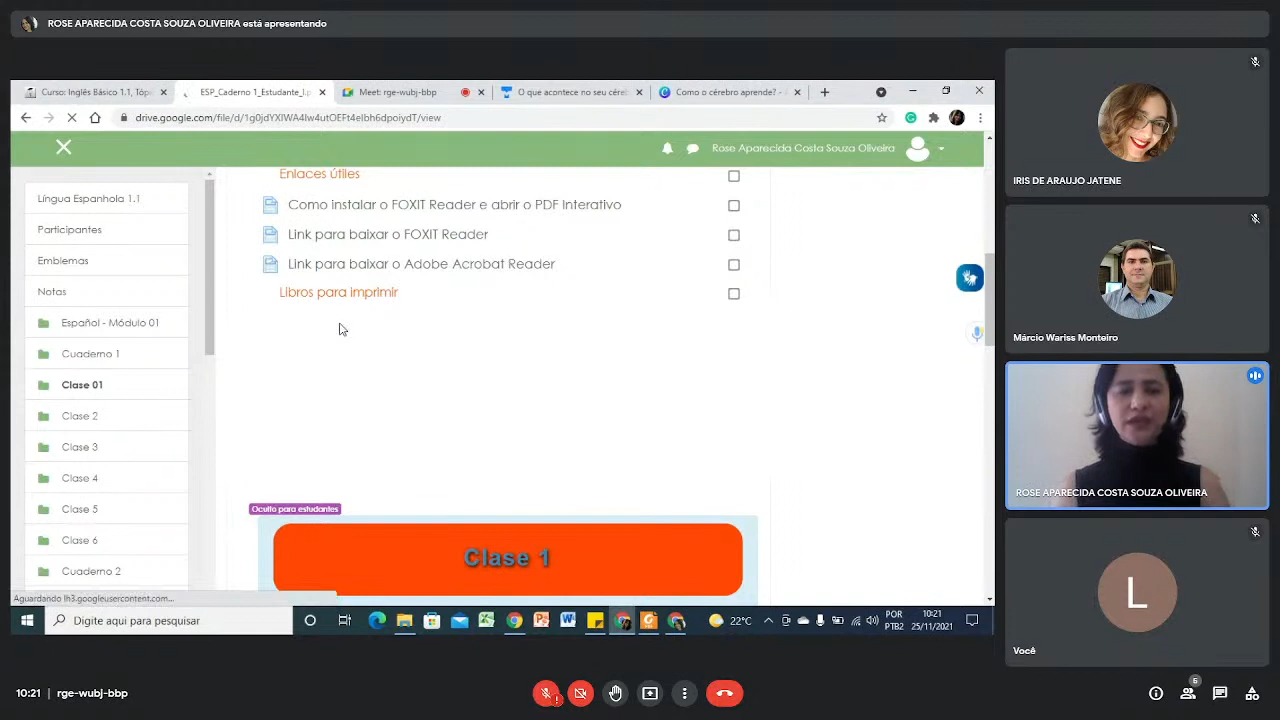 ROSE APARECIDA COSTA SOUZA OLIVEIRA está apresentando
Curso: Inglês Básico 1.1, Tópi
ESP_Caderno 1_Estudante_I.p
Meet: rge-wubj-bbp
O que acontece no seu céreb
Como o cérebro aprende? - A
drive.google.com/file/d/1g0jdYXIWA4Iw4utOEFt4eIbh6dpoiydT/view
Rose Aparecida Costa Souza Oliveira
Língua Espanhola 1.1
Participantes
Emblemas
Notas
Español - Módulo 01
Cuaderno 1
Clase 01
Clase 2
Clase 3
Clase 4
Clase 5
Clase 6
Cuaderno 2
Enlaces útiles
Como instalar o FOXIT Reader e abrir o PDF Interativo
Link para baixar o FOXIT Reader
Link para baixar o Adobe Acrobat Reader
Libros para imprimir
Oculto para estudantes
Clase 1
Aguardando lh3.googleusercontent.com...
Digite aqui para pesquisar
22°C
POR
PTB2
10:21
25/11/2021
IRIS DE ARAUJO JATENE
Márcio Wariss Monteiro
ROSE APARECIDA COSTA SOUZA OLIVEIRA
L
Você
10:21 | rge-wubj-bbp
6